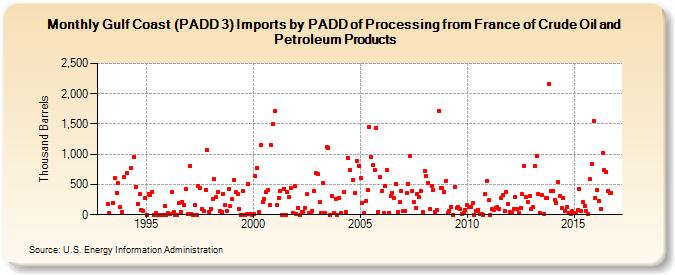 Monthly Gulf Coast (PADD 3) Imports by PADD of Processing from France of Crude Oil and
Petroleum Products
Thousand Barrels
2,500
2,000
1,500
1,000
500
0
1995
2000
2005
2010
2015
Source: U.S. Energy Information Administration